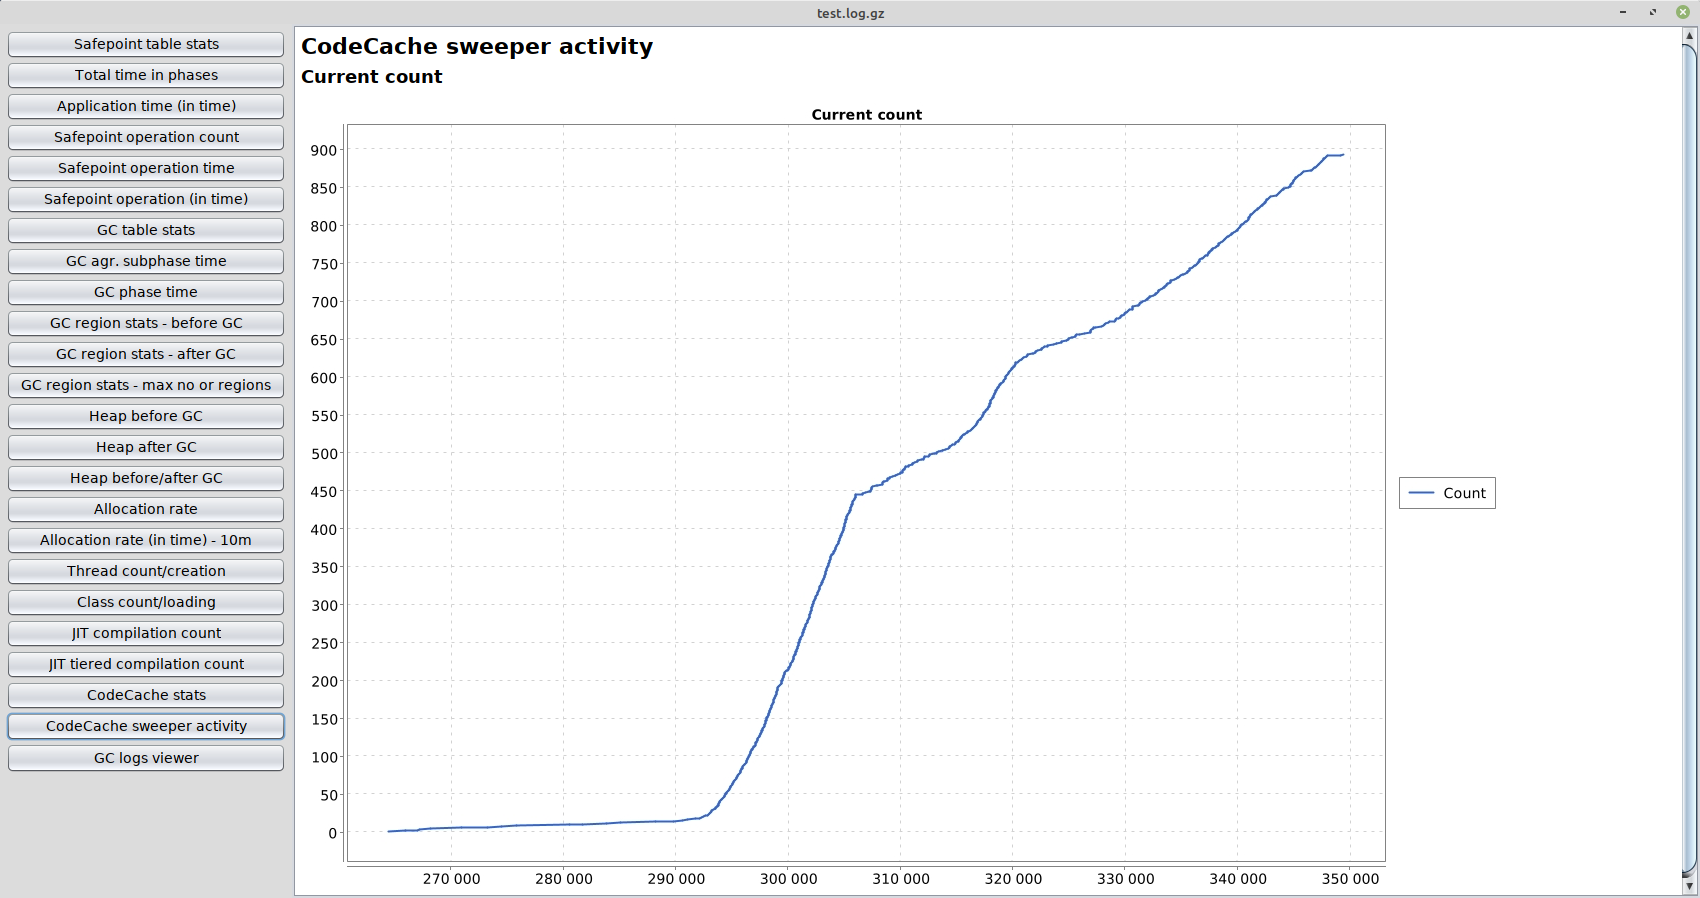 test.log.gz
Safepoint table stats
Total time in phases
Application time (in time)
Safepoint operation count
Safepoint operation time
Safepoint operation (in time)
GC table stats
GC agr. subphase time
GC phase time
GC region stats - before GC
GC region stats - after GC
GC region stats - max no or regions
Heap before GC
Heap after GC
Heap before/after GC
Allocation rate
Allocation rate (in time) - 10m
Thread count/creation
Class count/loading
JIT compilation count
JIT tiered compilation count
CodeCache stats
CodeCache sweeper activity
GC logs viewer
CodeCache sweeper activity
Current count
Current count
900
850
800
750
700
650
600
550
500
450
400
350
300
250
200
150
100
50
0
270 000 280 000 290 000 300 000 310 000 320 000 330 000 340 000 350 000
Count